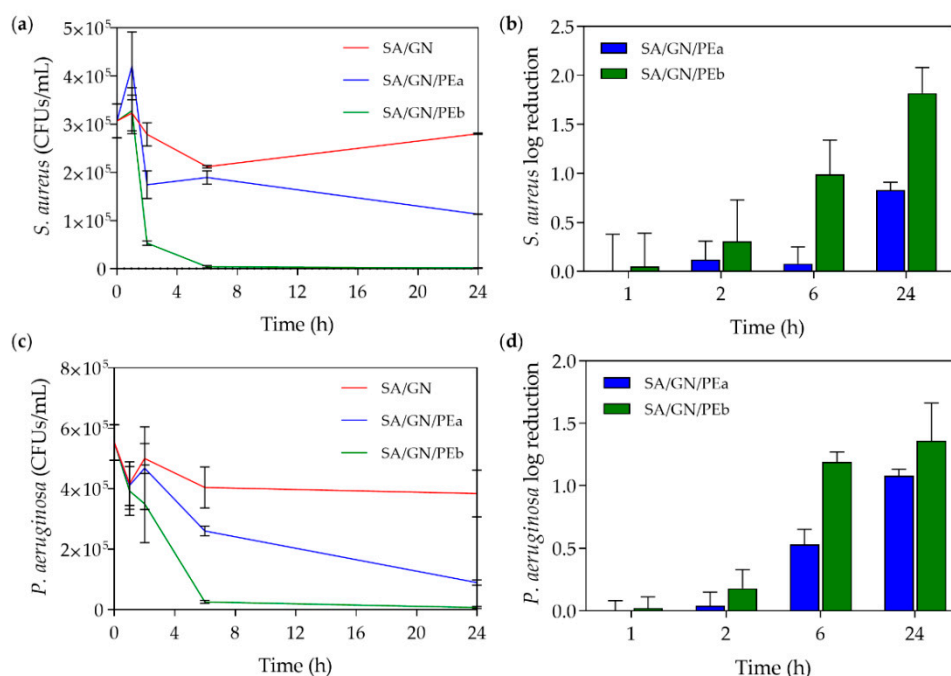 (a)
S. aureus (CFUs/mL)
5×10⁵
4×10⁵
3×10⁵
2×10⁵
1×10⁵
0
SA/GN
SA/GN/PEa
SA/GN/PEb
0 4 8 12 16 20 24
Time (h)
(b)
S. aureus log reduction
2.5
2.0
1.5
1.0
0.5
0.0
SA/GN/PEa
SA/GN/PEb
1 2 6 24
Time (h)
(c)
P. aeruginosa (CFUs/mL)
8×10⁵
6×10⁵
4×10⁵
2×10⁵
0
SA/GN
SA/GN/PEa
SA/GN/PEb
0 4 8 12 16 20 24
Time (h)
(d)
P. aeruginosa log reduction
2.0
1.5
1.0
0.5
0.0
SA/GN/PEa
SA/GN/PEb
1 2 6 24
Time (h)